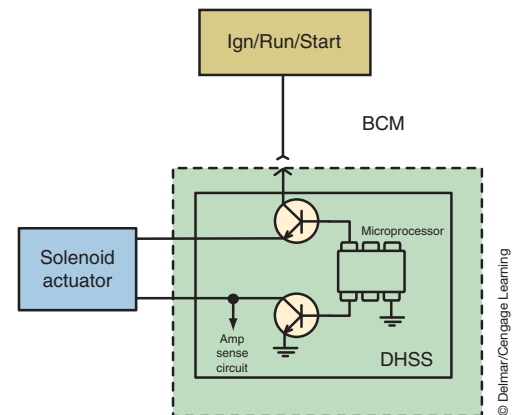 Ign/Run/Start
BCM
Microprocessor
Solenoid
actuator
Amp
sense
circuit
DHSS
© Delmar/Cengage Learning